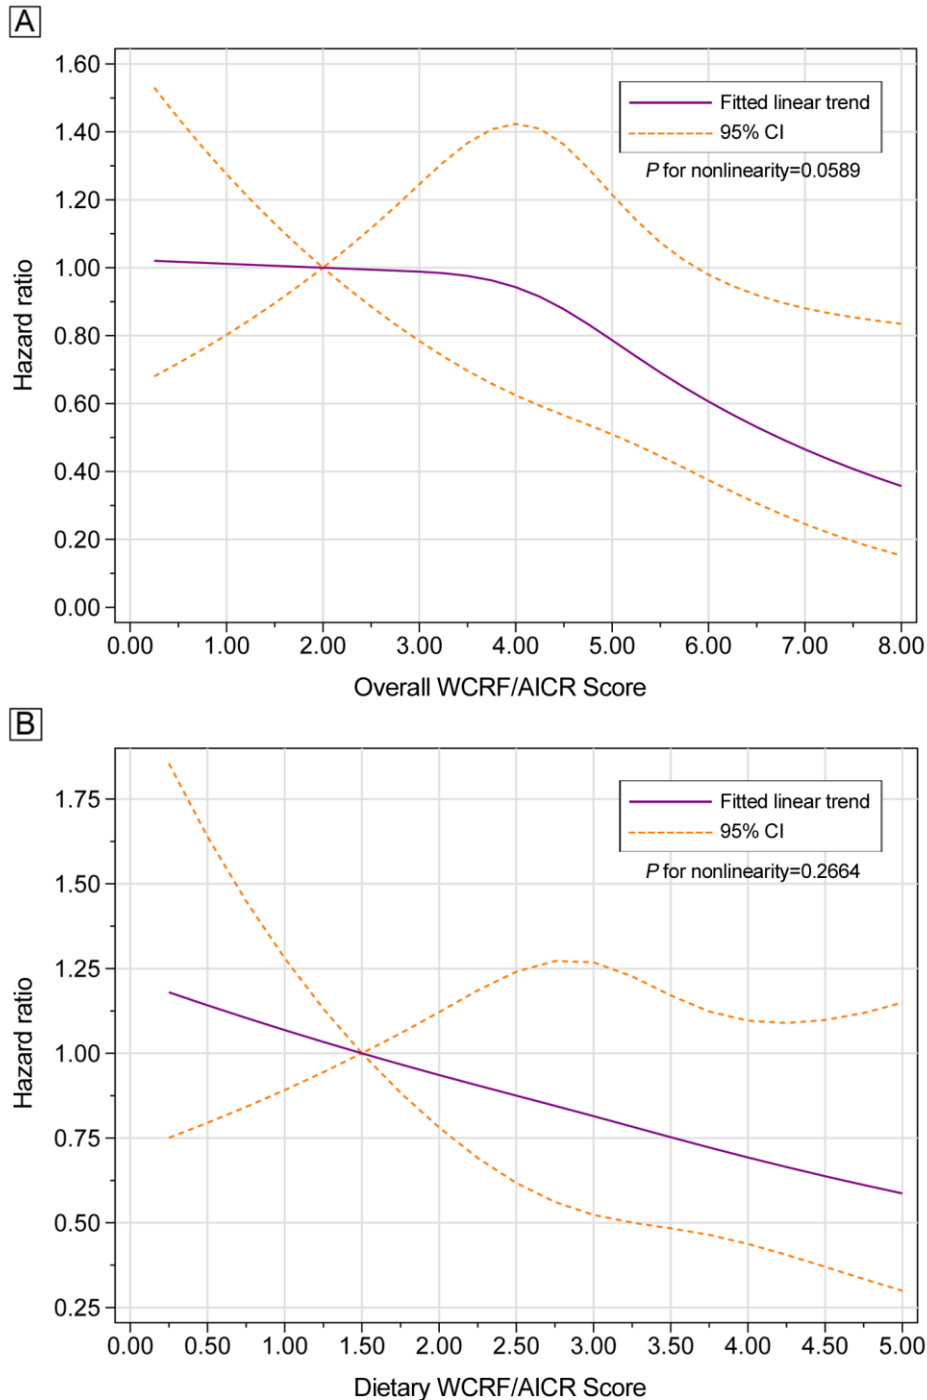 A
1.60
1.40
1.20
1.00
0.80
0.60
0.40
0.20
0.00
Hazard ratio
Fitted linear trend
95% CI
P for nonlinearity=0.0589
0.00 1.00 2.00 3.00 4.00 5.00 6.00 7.00 8.00
Overall WCRF/AICR Score
B
1.75
1.50
1.25
1.00
0.75
0.50
0.25
Hazard ratio
Fitted linear trend
95% CI
P for nonlinearity=0.2664
0.00 0.50 1.00 1.50 2.00 2.50 3.00 3.50 4.00 4.50 5.00
Dietary WCRF/AICR Score